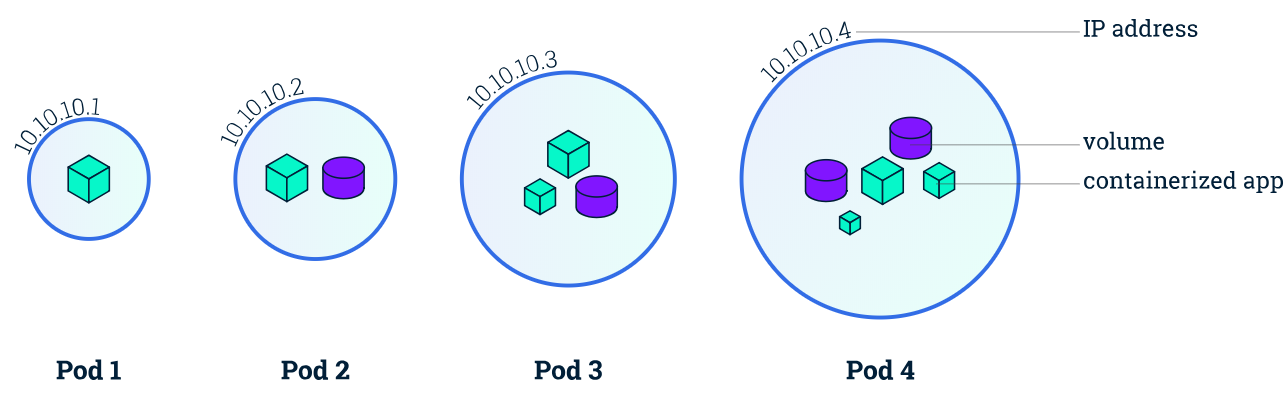 10.10.10.1
10.10.10.2
10.10.10.3
10.10.10.4
IP address
volume
containerized app
Pod 1
Pod 2
Pod 3
Pod 4